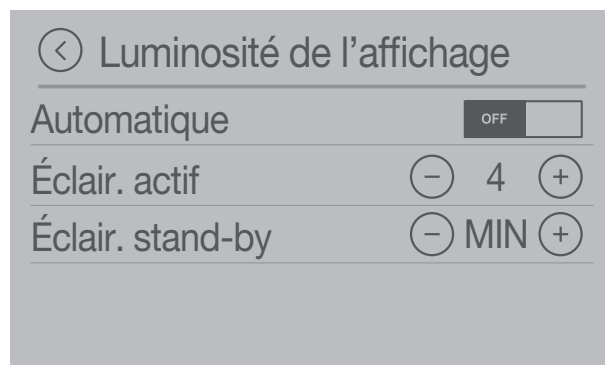 Luminosité de l’affichage
Automatique OFF
Éclair. actif 4
Éclair. stand-by MIN